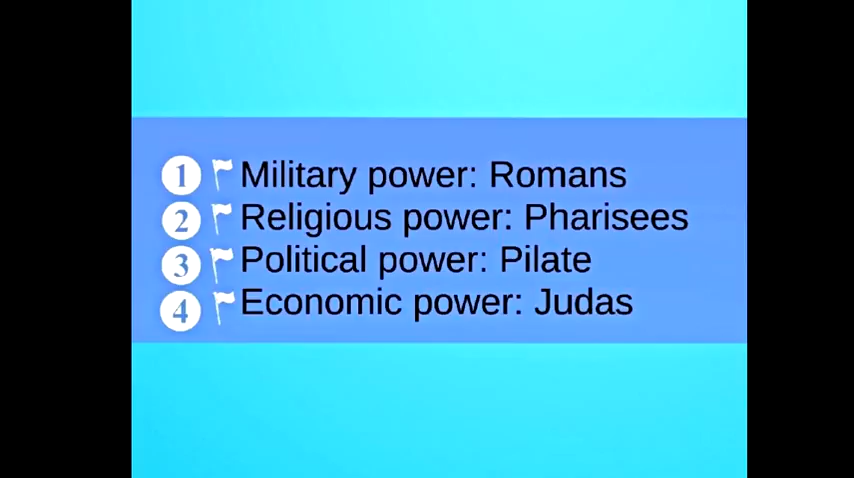 1 Military power: Romans
2 Religious power: Pharisees
3 Political power: Pilate
4 Economic power: Judas